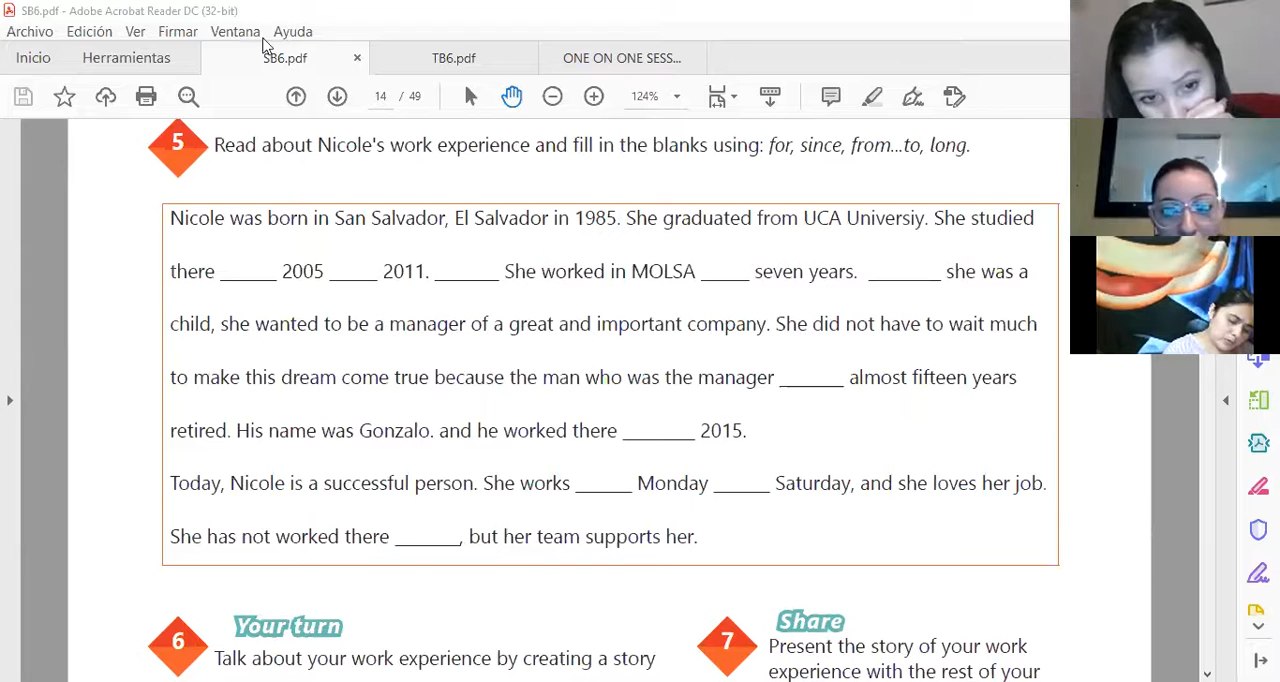 SB6.pdf - Adobe Acrobat Reader DC (32-bit)
Archivo Edición Ver Firmar Ventana Ayuda
Inicio Herramientas SB6.pdf × TB6.pdf ONE ON ONE SESS...
14 / 49 124%
5 Read about Nicole's work experience and fill in the blanks using: for, since, from...to, long.
Nicole was born in San Salvador, El Salvador in 1985. She graduated from UCA Universiy. She studied
there ______ 2005 _____ 2011. _______ She worked in MOLSA _____ seven years. ________ she was a
child, she wanted to be a manager of a great and important company. She did not have to wait much
to make this dream come true because the man who was the manager _______ almost fifteen years
retired. His name was Gonzalo. and he worked there ________ 2015.
Today, Nicole is a successful person. She works ______ Monday ______ Saturday, and she loves her job.
She has not worked there _______, but her team supports her.
6 Your turn
Talk about your work experience by creating a story
7 Share
Present the story of your work
experience with the rest of your